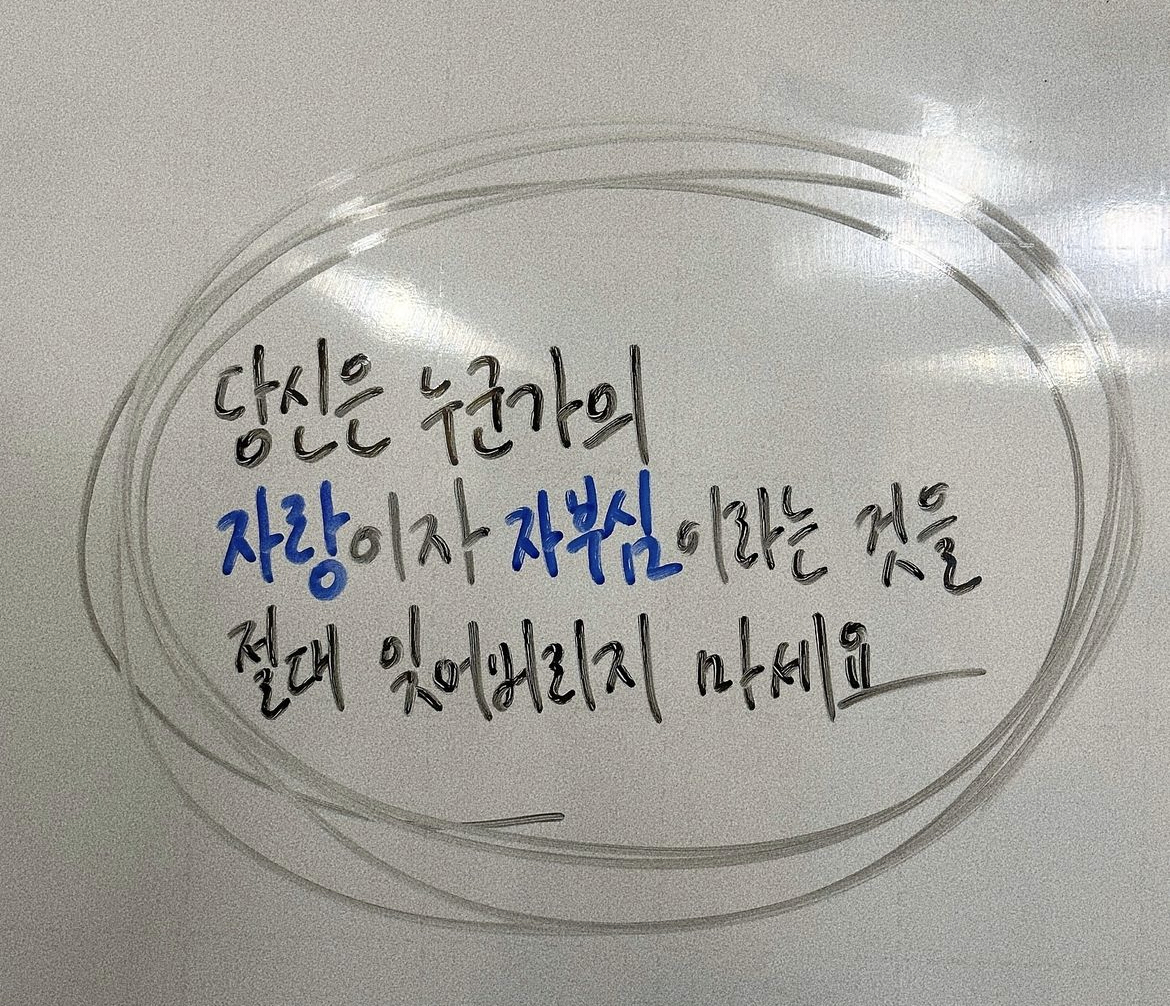 당신은 누군가의
자랑이자 자부심이라는 것을
절대 잊어버리지 마세요